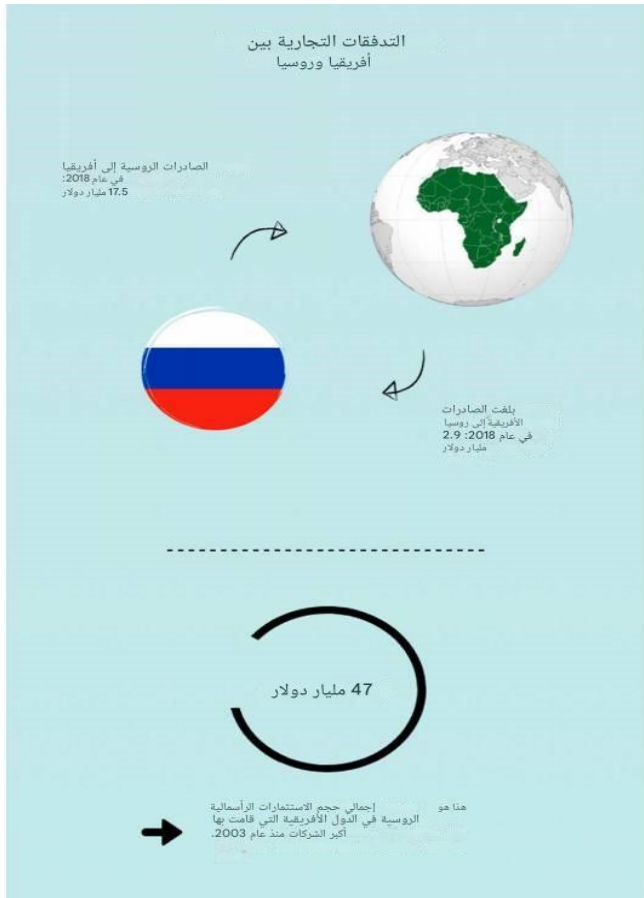 التدفقات التجارية بين
أفريقيا وروسيا
الصادرات الروسية إلى أفريقيا
في عام 2018:
17.5 مليار دولار
بلغت الصادرات
الأفريقية إلى روسيا
في عام 2018: 2.9
مليار دولار
47 مليار دولار
هذا هو إجمالي حجم الاستثمارات الرأسمالية
الروسية في الدول الأفريقية التي قامت بها
أكبر الشركات منذ عام 2003.